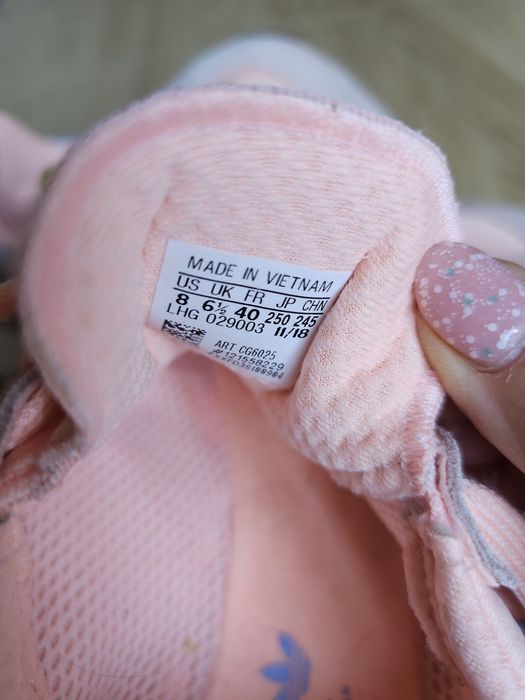 MADE IN VIETNAM
US UK FR JP CHN
8 6½ 40 250 245
LHG 029003 11/18
ART CG6025
#121558229